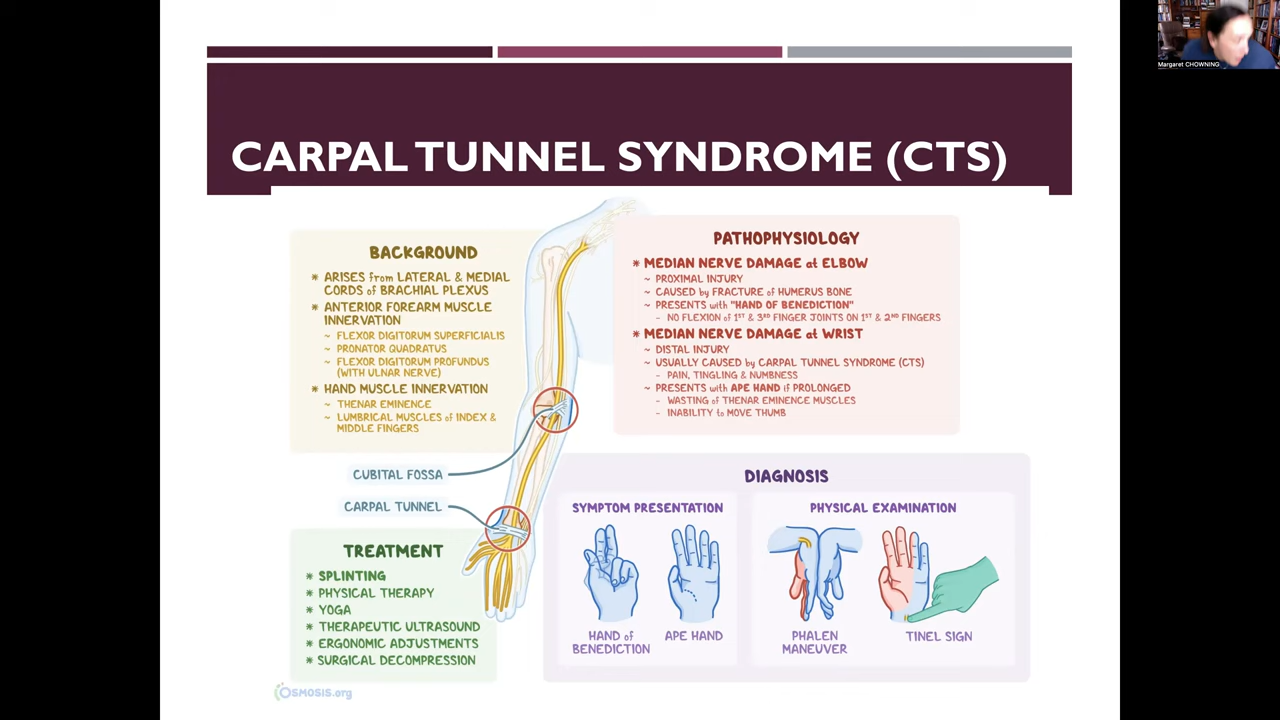 Margaret CHOWNING
CARPAL TUNNEL SYNDROME (CTS)
BACKGROUND
* ARISES from LATERAL & MEDIAL
CORDS of BRACHIAL PLEXUS
* ANTERIOR FOREARM MUSCLE
INNERVATION
~ FLEXOR DIGITORUM SUPERFICIALIS
~ PRONATOR QUADRATUS
~ FLEXOR DIGITORUM PROFUNDUS
(WITH ULNAR NERVE)
* HAND MUSCLE INNERVATION
~ THENAR EMINENCE
~ LUMBRICAL MUSCLES of INDEX &
MIDDLE FINGERS
PATHOPHYSIOLOGY
* MEDIAN NERVE DAMAGE at ELBOW
~ PROXIMAL INJURY
~ CAUSED by FRACTURE of HUMERUS BONE
~ PRESENTS with "HAND OF BENEDICTION"
- NO FLEXION of 1ST & 3RD FINGER JOINTS ON 1ST & 2ND FINGERS
* MEDIAN NERVE DAMAGE at WRIST
~ DISTAL INJURY
~ USUALLY CAUSED by CARPAL TUNNEL SYNDROME (CTS)
- PAIN, TINGLING & NUMBNESS
~ PRESENTS with APE HAND if PROLONGED
- WASTING of THENAR EMINENCE MUSCLES
- INABILITY to MOVE THUMB
CUBITAL FOSSA
CARPAL TUNNEL
TREATMENT
* SPLINTING
* PHYSICAL THERAPY
* YOGA
* THERAPEUTIC ULTRASOUND
* ERGONOMIC ADJUSTMENTS
* SURGICAL DECOMPRESSION
DIAGNOSIS
SYMPTOM PRESENTATION
HAND of
BENEDICTION
APE HAND
PHYSICAL EXAMINATION
PHALEN
MANEUVER
TINEL SIGN
OSMOSIS.org